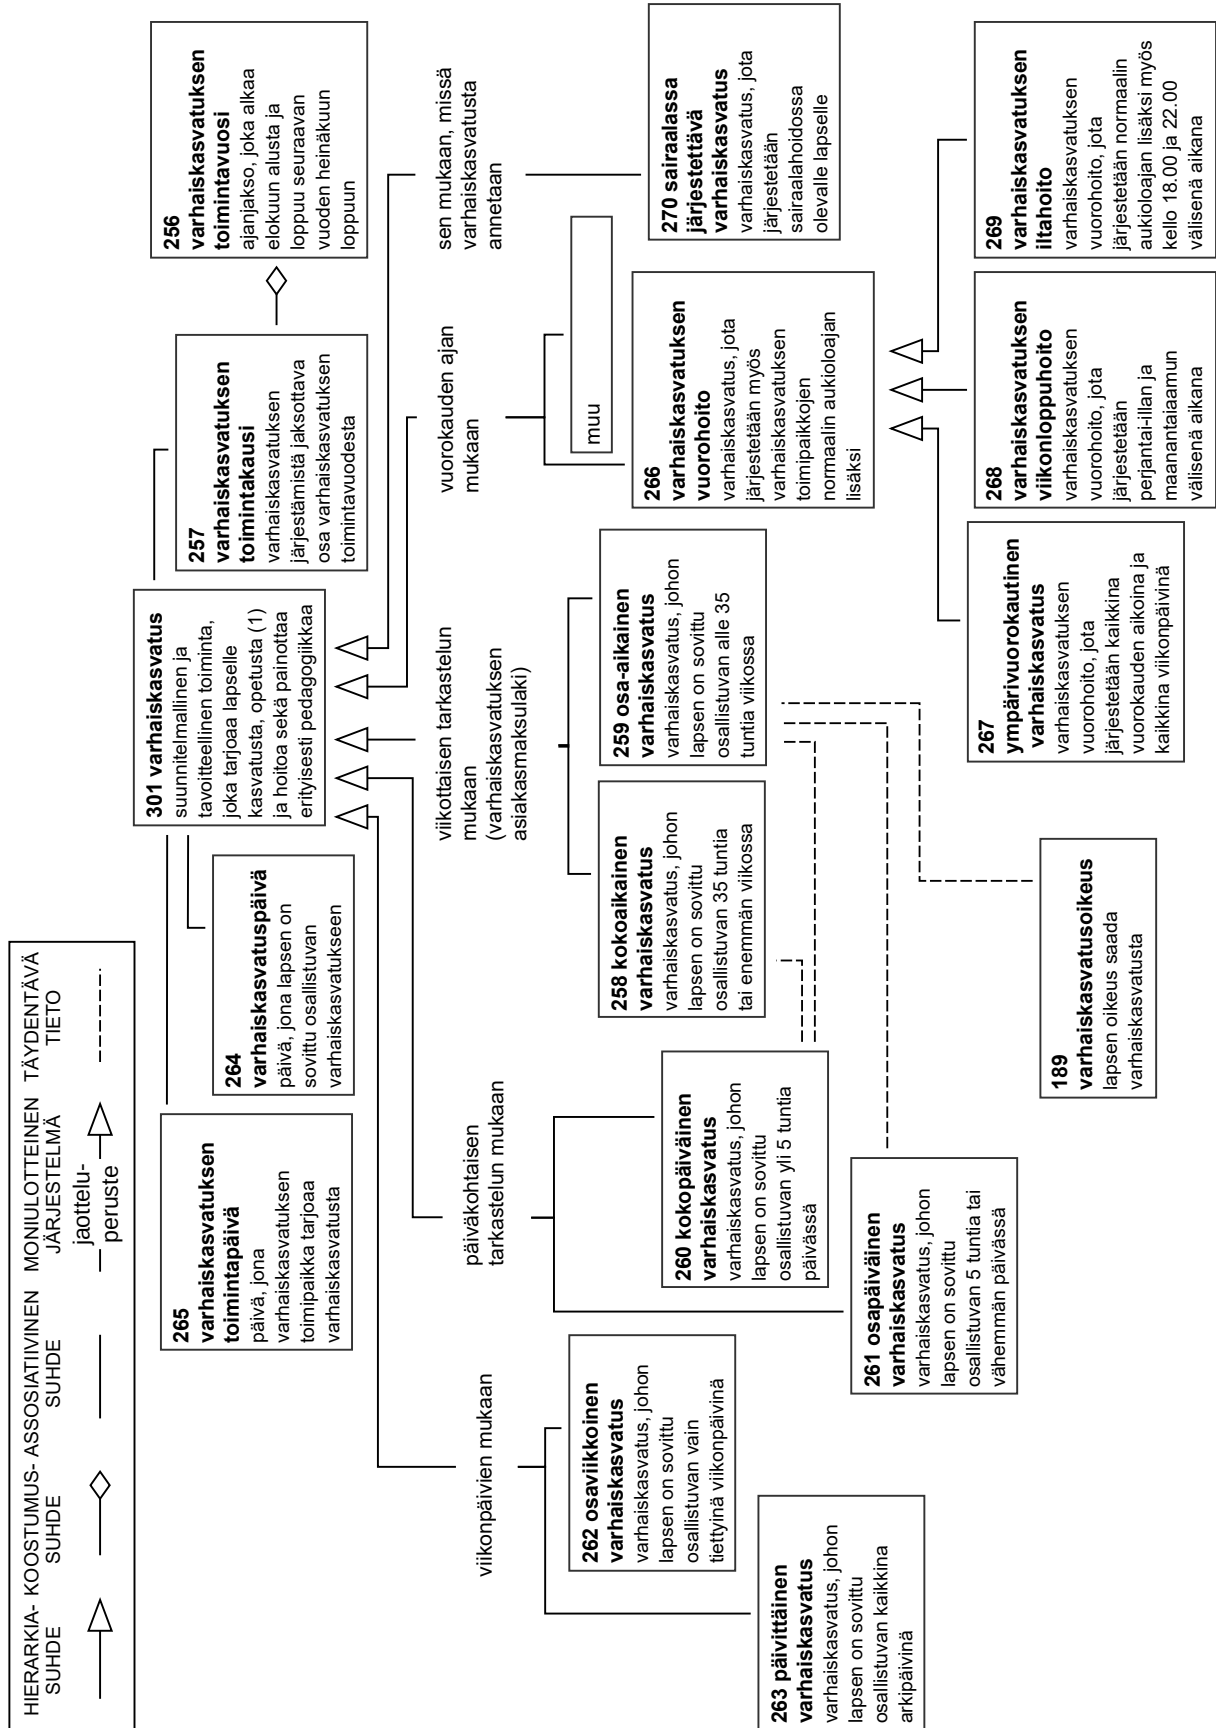 HIERARKIA- KOOSTUMUS- ASSOSIATIIVINEN MONIULOTTEINEN TÄYDENTÄVÄ
SUHDE SUHDE SUHDE JÄRJESTELMÄ TIETO
jaottelu-
peruste
265
varhaiskasvatuksen
toimintapäivä
päivä, jona
varhaiskasvatuksen
toimipaikka tarjoaa
varhaiskasvatusta
264
varhaiskasvatuspäivä
päivä, jona lapsen on
sovittu osallistuvan
varhaiskasvatukseen
301 varhaiskasvatus
suunnitelmallinen ja
tavoitteellinen toiminta,
joka tarjoaa lapselle
kasvatusta, opetusta (1)
ja hoitoa sekä painottaa
erityisesti pedagogiikkaa
257
varhaiskasvatuksen
toimintakausi
varhaiskasvatuksen
järjestämistä jaksottava
osa varhaiskasvatuksen
toimintavuodesta
256
varhaiskasvatuksen
toimintavuosi
ajanjakso, joka alkaa
elokuun alusta ja
loppuu seuraavan
vuoden heinäkuun
loppuun
viikonpäivien mukaan
päiväkohtaisen
tarkastelun mukaan
viikottaisen tarkastelun
mukaan
(varhaiskasvatuksen
asiakasmaksulaki)
vuorokauden ajan
mukaan
sen mukaan, missä
varhaiskasvatusta
annetaan
262 osaviikkoinen
varhaiskasvatus
varhaiskasvatus, johon
lapsen on sovittu
osallistuvan vain
tiettyinä viikonpäivinä
263 päivittäinen
varhaiskasvatus
varhaiskasvatus, johon
lapsen on sovittu
osallistuvan kaikkina
arkipäivinä
260 kokopäiväinen
varhaiskasvatus
varhaiskasvatus, johon
lapsen on sovittu
osallistuvan yli 5 tuntia
päivässä
261 osapäiväinen
varhaiskasvatus
varhaiskasvatus, johon
lapsen on sovittu
osallistuvan 5 tuntia tai
vähemmän päivässä
258 kokoaikainen
varhaiskasvatus
varhaiskasvatus, johon
lapsen on sovittu
osallistuvan 35 tuntia
tai enemmän viikossa
259 osa-aikainen
varhaiskasvatus
varhaiskasvatus, johon
lapsen on sovittu
osallistuvan alle 35
tuntia viikossa
muu
266
varhaiskasvatuksen
vuorohoito
varhaiskasvatus, jota
järjestetään myös
varhaiskasvatuksen
toimipaikkojen
normaalin aukioloajan
lisäksi
270 sairaalassa
järjestettävä
varhaiskasvatus
varhaiskasvatus, jota
järjestetään
sairaalahoidossa
olevalle lapselle
189
varhaiskasvatusoikeus
lapsen oikeus saada
varhaiskasvatusta
267
ympärivuorokautinen
varhaiskasvatus
varhaiskasvatuksen
vuorohoito, jota
järjestetään kaikkina
vuorokauden aikoina ja
kaikkina viikonpäivinä
268
varhaiskasvatuksen
viikonloppuhoito
varhaiskasvatuksen
vuorohoito, jota
järjestetään
perjantai-illan ja
maanantaiaamun
välisenä aikana
269
varhaiskasvatuksen
iltahoito
varhaiskasvatuksen
vuorohoito, jota
järjestetään normaalin
aukioloajan lisäksi myös
kello 18.00 ja 22.00
välisenä aikana